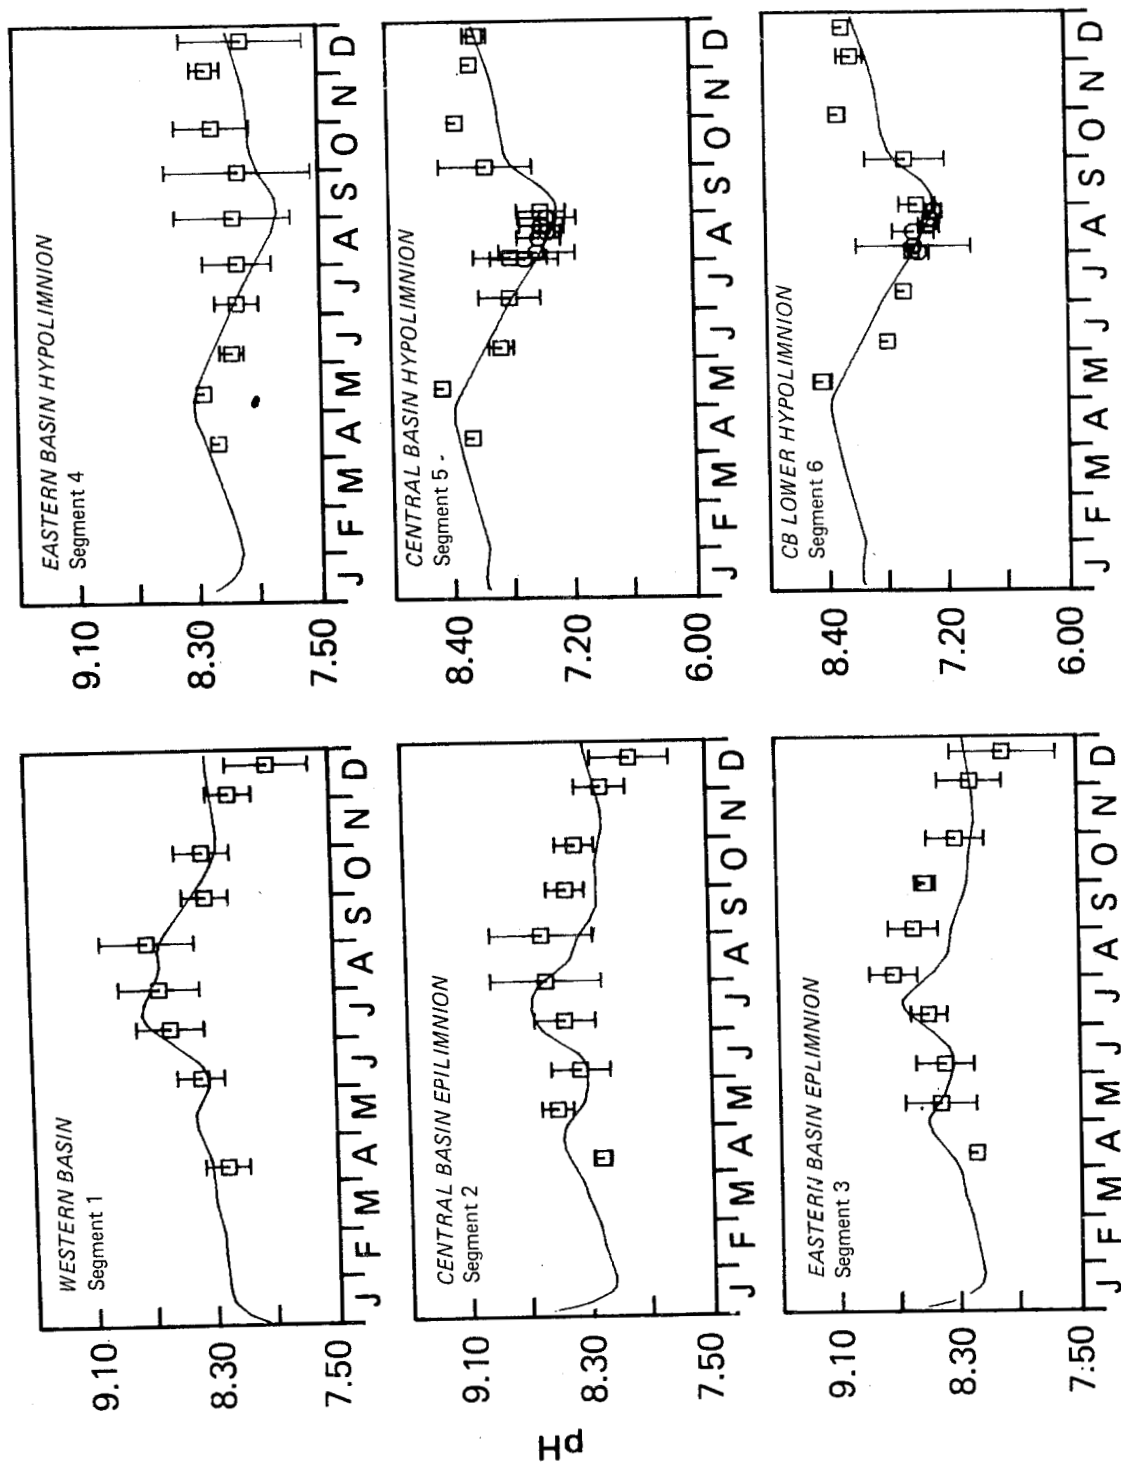 WESTERN BASIN
Segment 1
9.10
8.30
7.50
J F M A M J J A S O N D
EASTERN BASIN HYPOLIMNION
Segment 4
9.10
8.30
7.50
J F M A M J J A S O N D
pH
CENTRAL BASIN EPILIMNION
Segment 2
9.10
8.30
7.50
J F M A M J J A S O N D
CENTRAL BASIN HYPOLIMNION
Segment 5 -
8.40
7.20
6.00
J F M A M J J A S O N D
EASTERN BASIN EPLIMNION
Segment 3
9.10
8.30
7.50
J F M A M J J A S O N D
CB LOWER HYPOLIMNION
Segment 6
8.40
7.20
6.00
J F M A M J J A S O N D